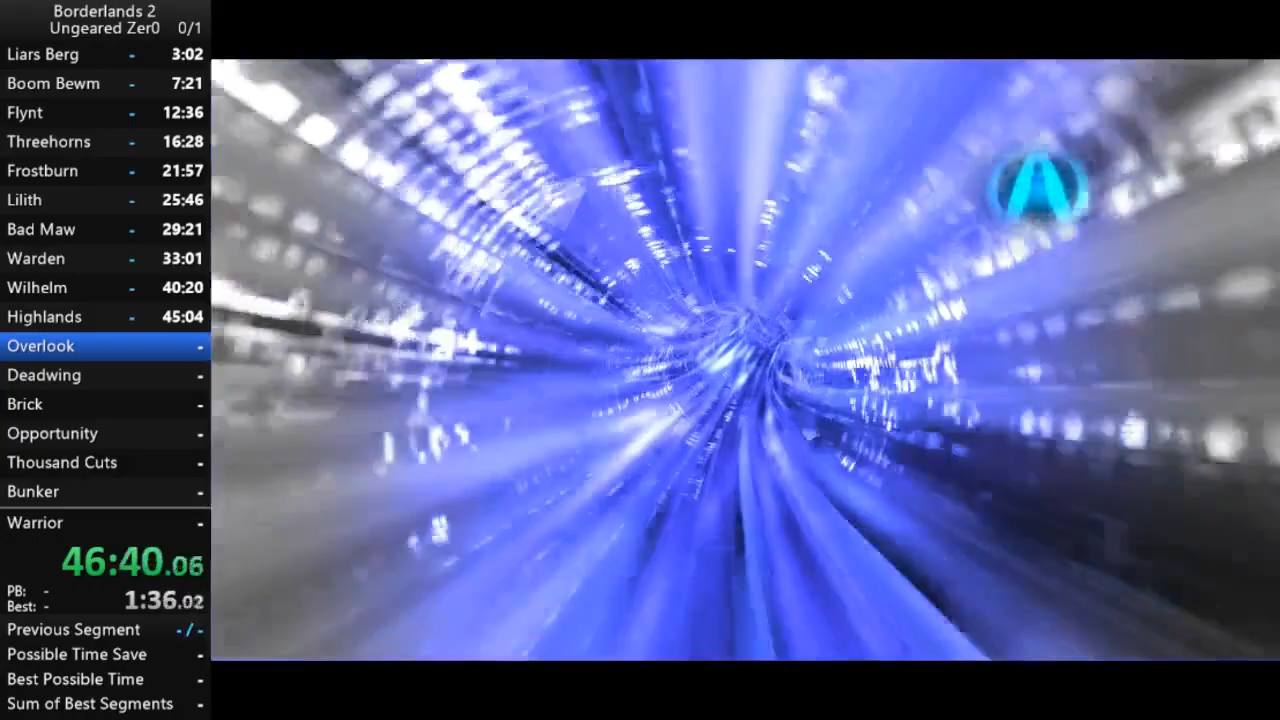 Borderlands 2
Ungeared Zer0 0/1
Liars Berg - 3:02
Boom Bewm - 7:21
Flynt - 12:36
Threehorns - 16:28
Frostburn - 21:57
Lilith - 25:46
Bad Maw - 29:21
Warden - 33:01
Wilhelm - 40:20
Highlands - 45:04
Overlook -
Deadwing -
Brick -
Opportunity -
Thousand Cuts -
Bunker -
Warrior -
46:40.06
PB: -
Best: - 1:36.02
Previous Segment - / -
Possible Time Save -
Best Possible Time -
Sum of Best Segments -